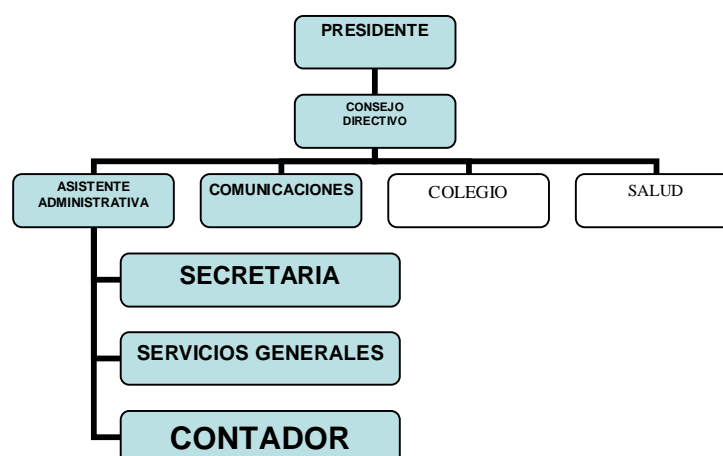 PRESIDENTE
CONSEJO
DIRECTIVO
ASISTENTE
ADMINISTRATIVA
COMUNICACIONES
COLEGIO
SALUD
SECRETARIA
SERVICIOS GENERALES
CONTADOR